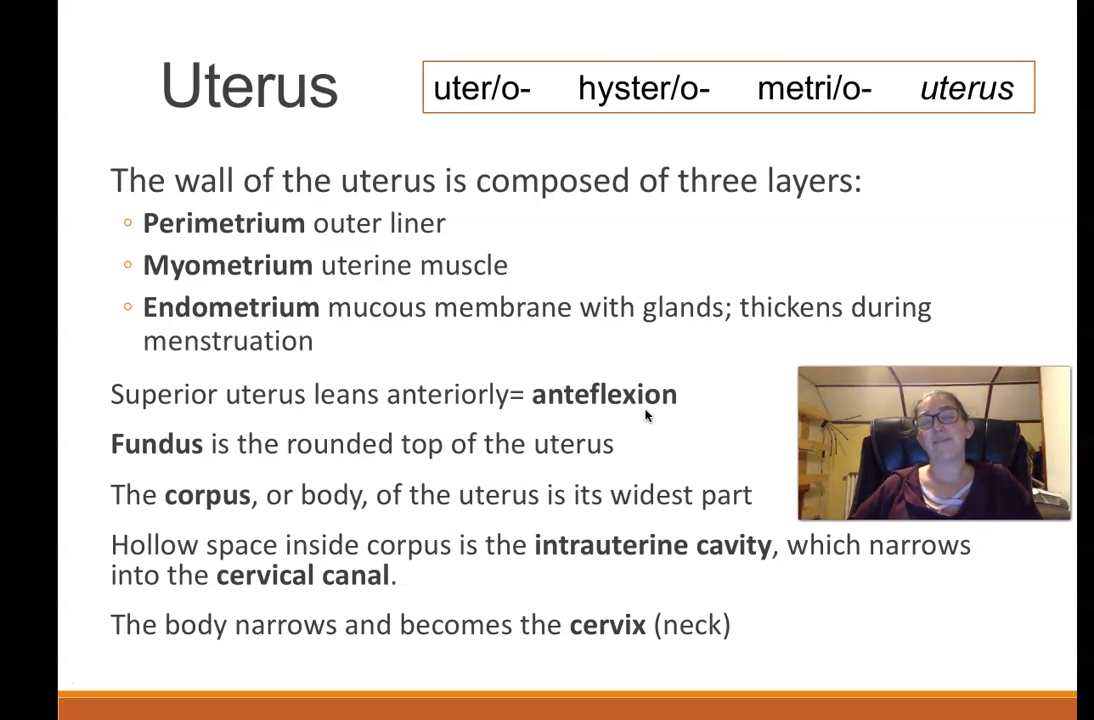 Uterus
uter/o- hyster/o- metri/o- uterus
The wall of the uterus is composed of three layers:
◦ Perimetrium outer liner
◦ Myometrium uterine muscle
◦ Endometrium mucous membrane with glands; thickens during
menstruation
Superior uterus leans anteriorly= anteflexion
Fundus is the rounded top of the uterus
The corpus, or body, of the uterus is its widest part
Hollow space inside corpus is the intrauterine cavity, which narrows
into the cervical canal.
The body narrows and becomes the cervix (neck)